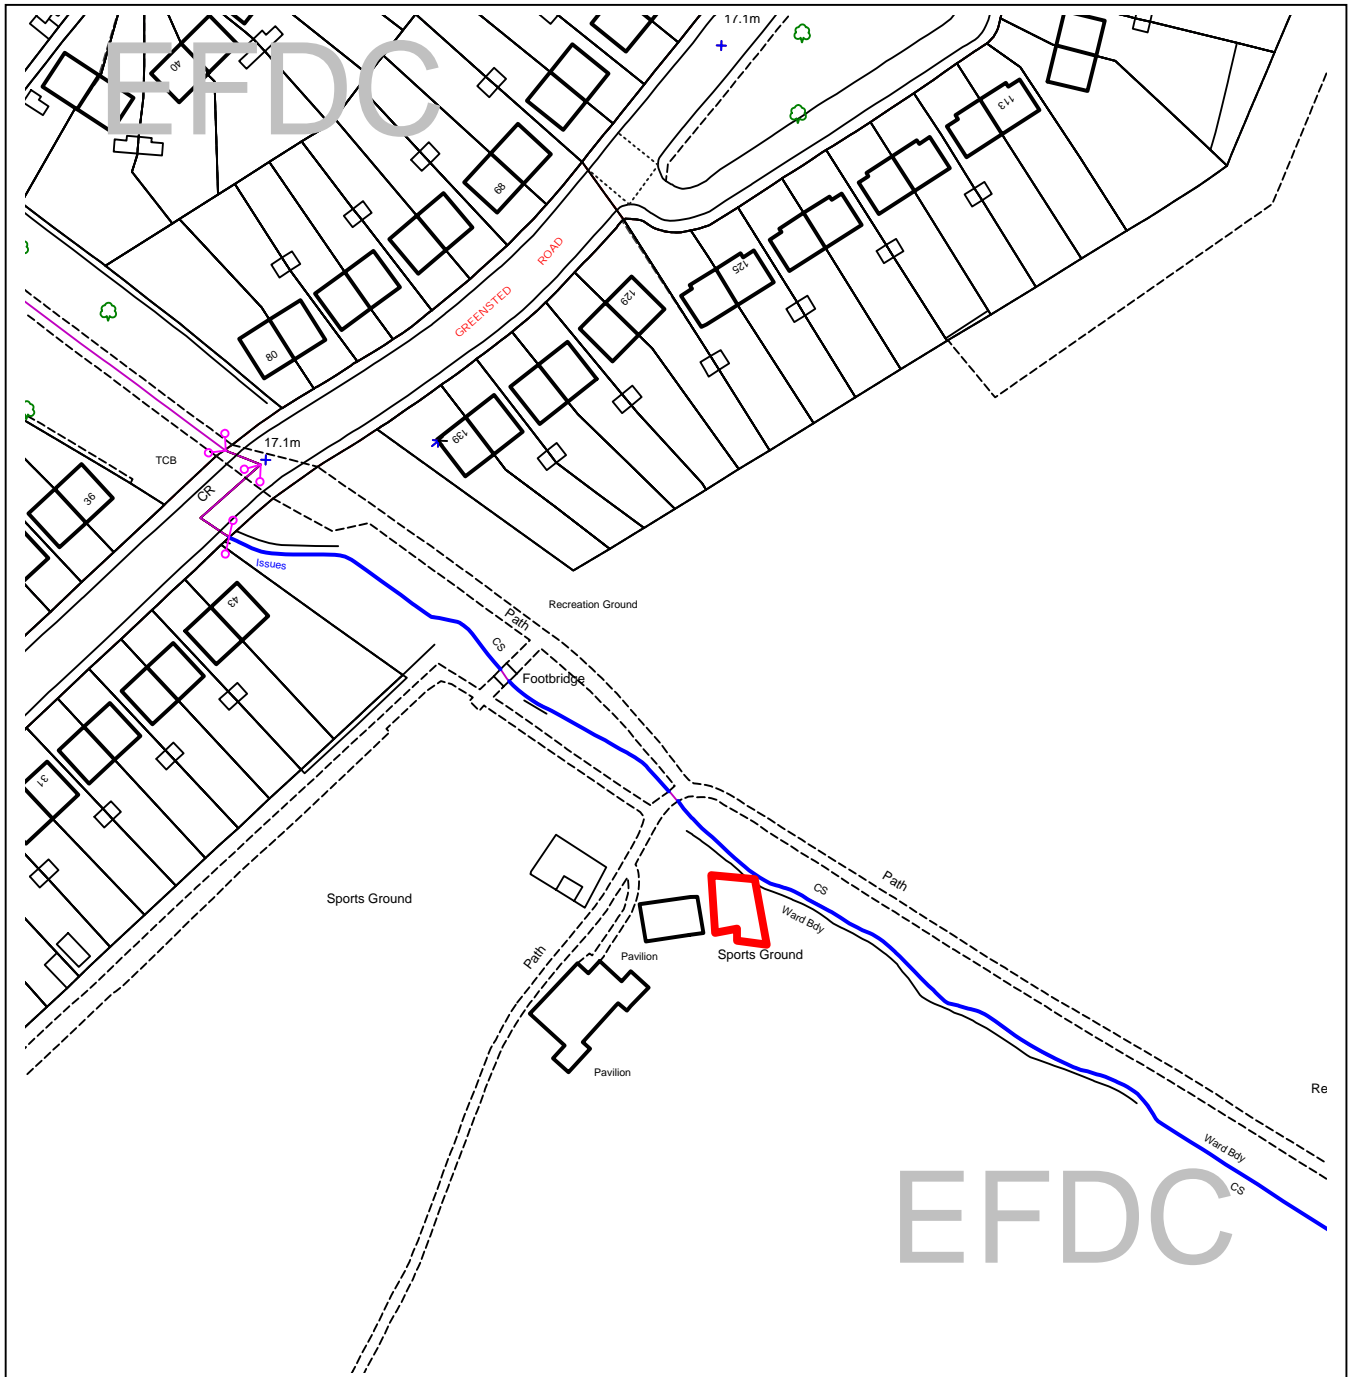 17.1m
EFDC
40
113
68
ROAD
125
129
GREENSTED
80
139
17.1m
TCB
36
CR
Issues
43
Recreation Ground
Path
CS
Footbridge
31
Path
CS
Sports Ground
Ward Bdy
Path
Pavilion
Sports Ground
Pavilion
Re
Ward Bdy
EFDC
CS